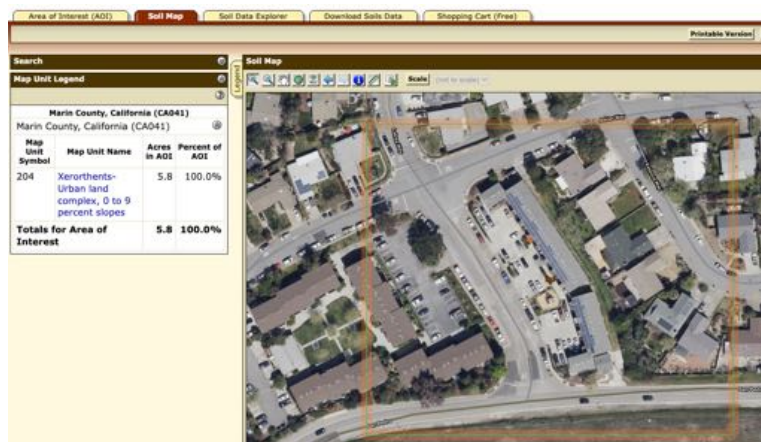 Area of Interest (AOI) Soil Map Soil Data Explorer Download Soils Data Shopping Cart (Free)
Printable Version
Search
Map Unit Legend
Legend
Marin County, California (CA041)
Marin County, California (CA041)
Map Unit Symbol Map Unit Name Acres in AOI Percent of AOI
204 Xerorthents-Urban land complex, 0 to 9 percent slopes 5.8 100.0%
Totals for Area of Interest 5.8 100.0%
Soil Map
Scale (not to scale)